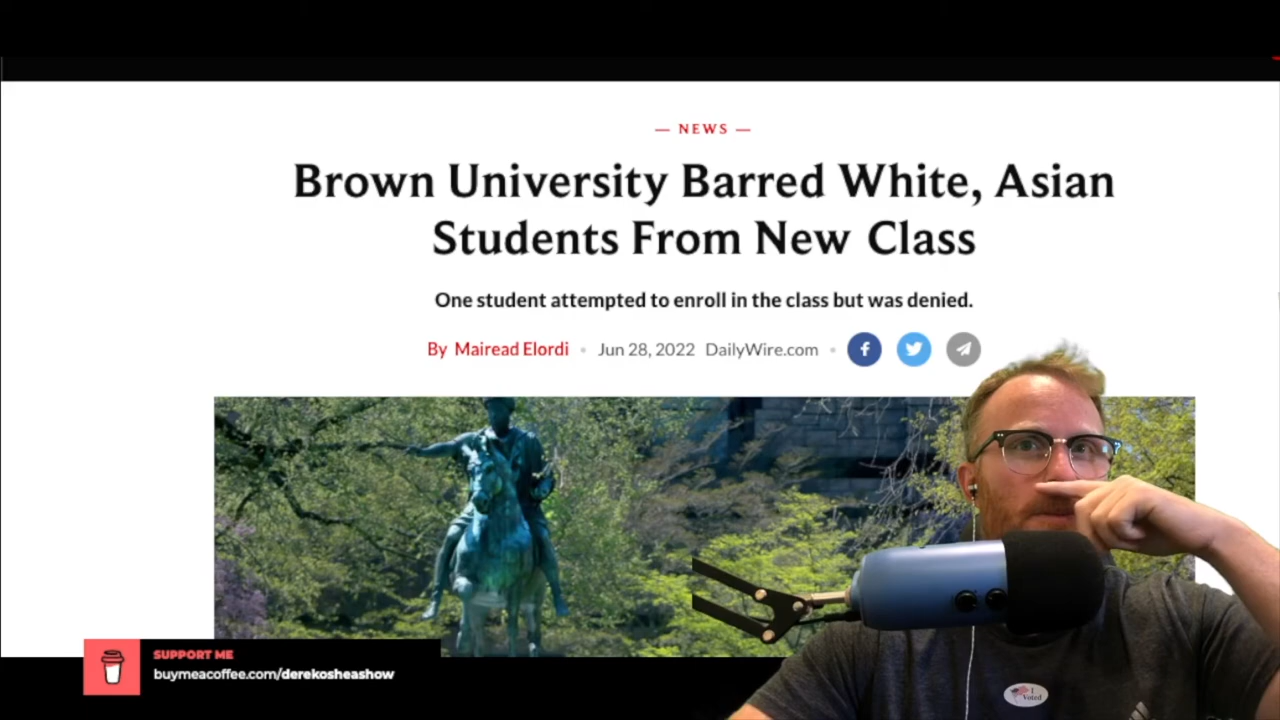 — NEWS —
Brown University Barred White, Asian
Students From New Class
One student attempted to enroll in the class but was denied.
By Mairead Elordi • Jun 28, 2022 DailyWire.com •
SUPPORT ME
buymeacoffee.com/derekosheashow
I
Voted